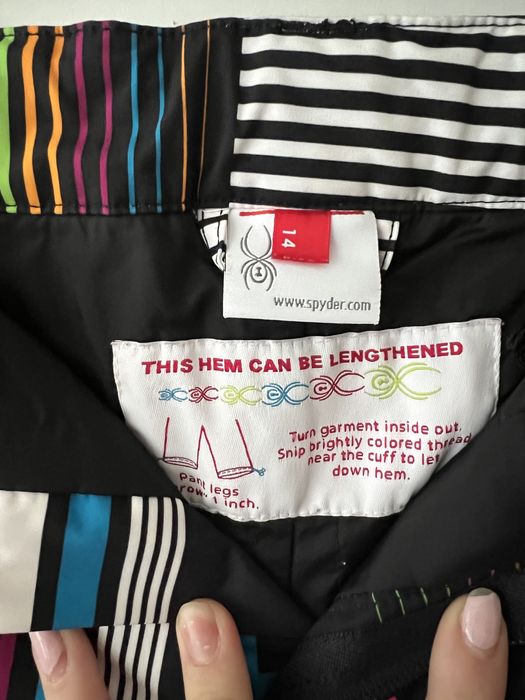 14
www.spyder.com
THIS HEM CAN BE LENGTHENED
Turn garment inside out.
Snip brightly colored thread
near the cuff to let
down hem.
Pant legs
1 inch.